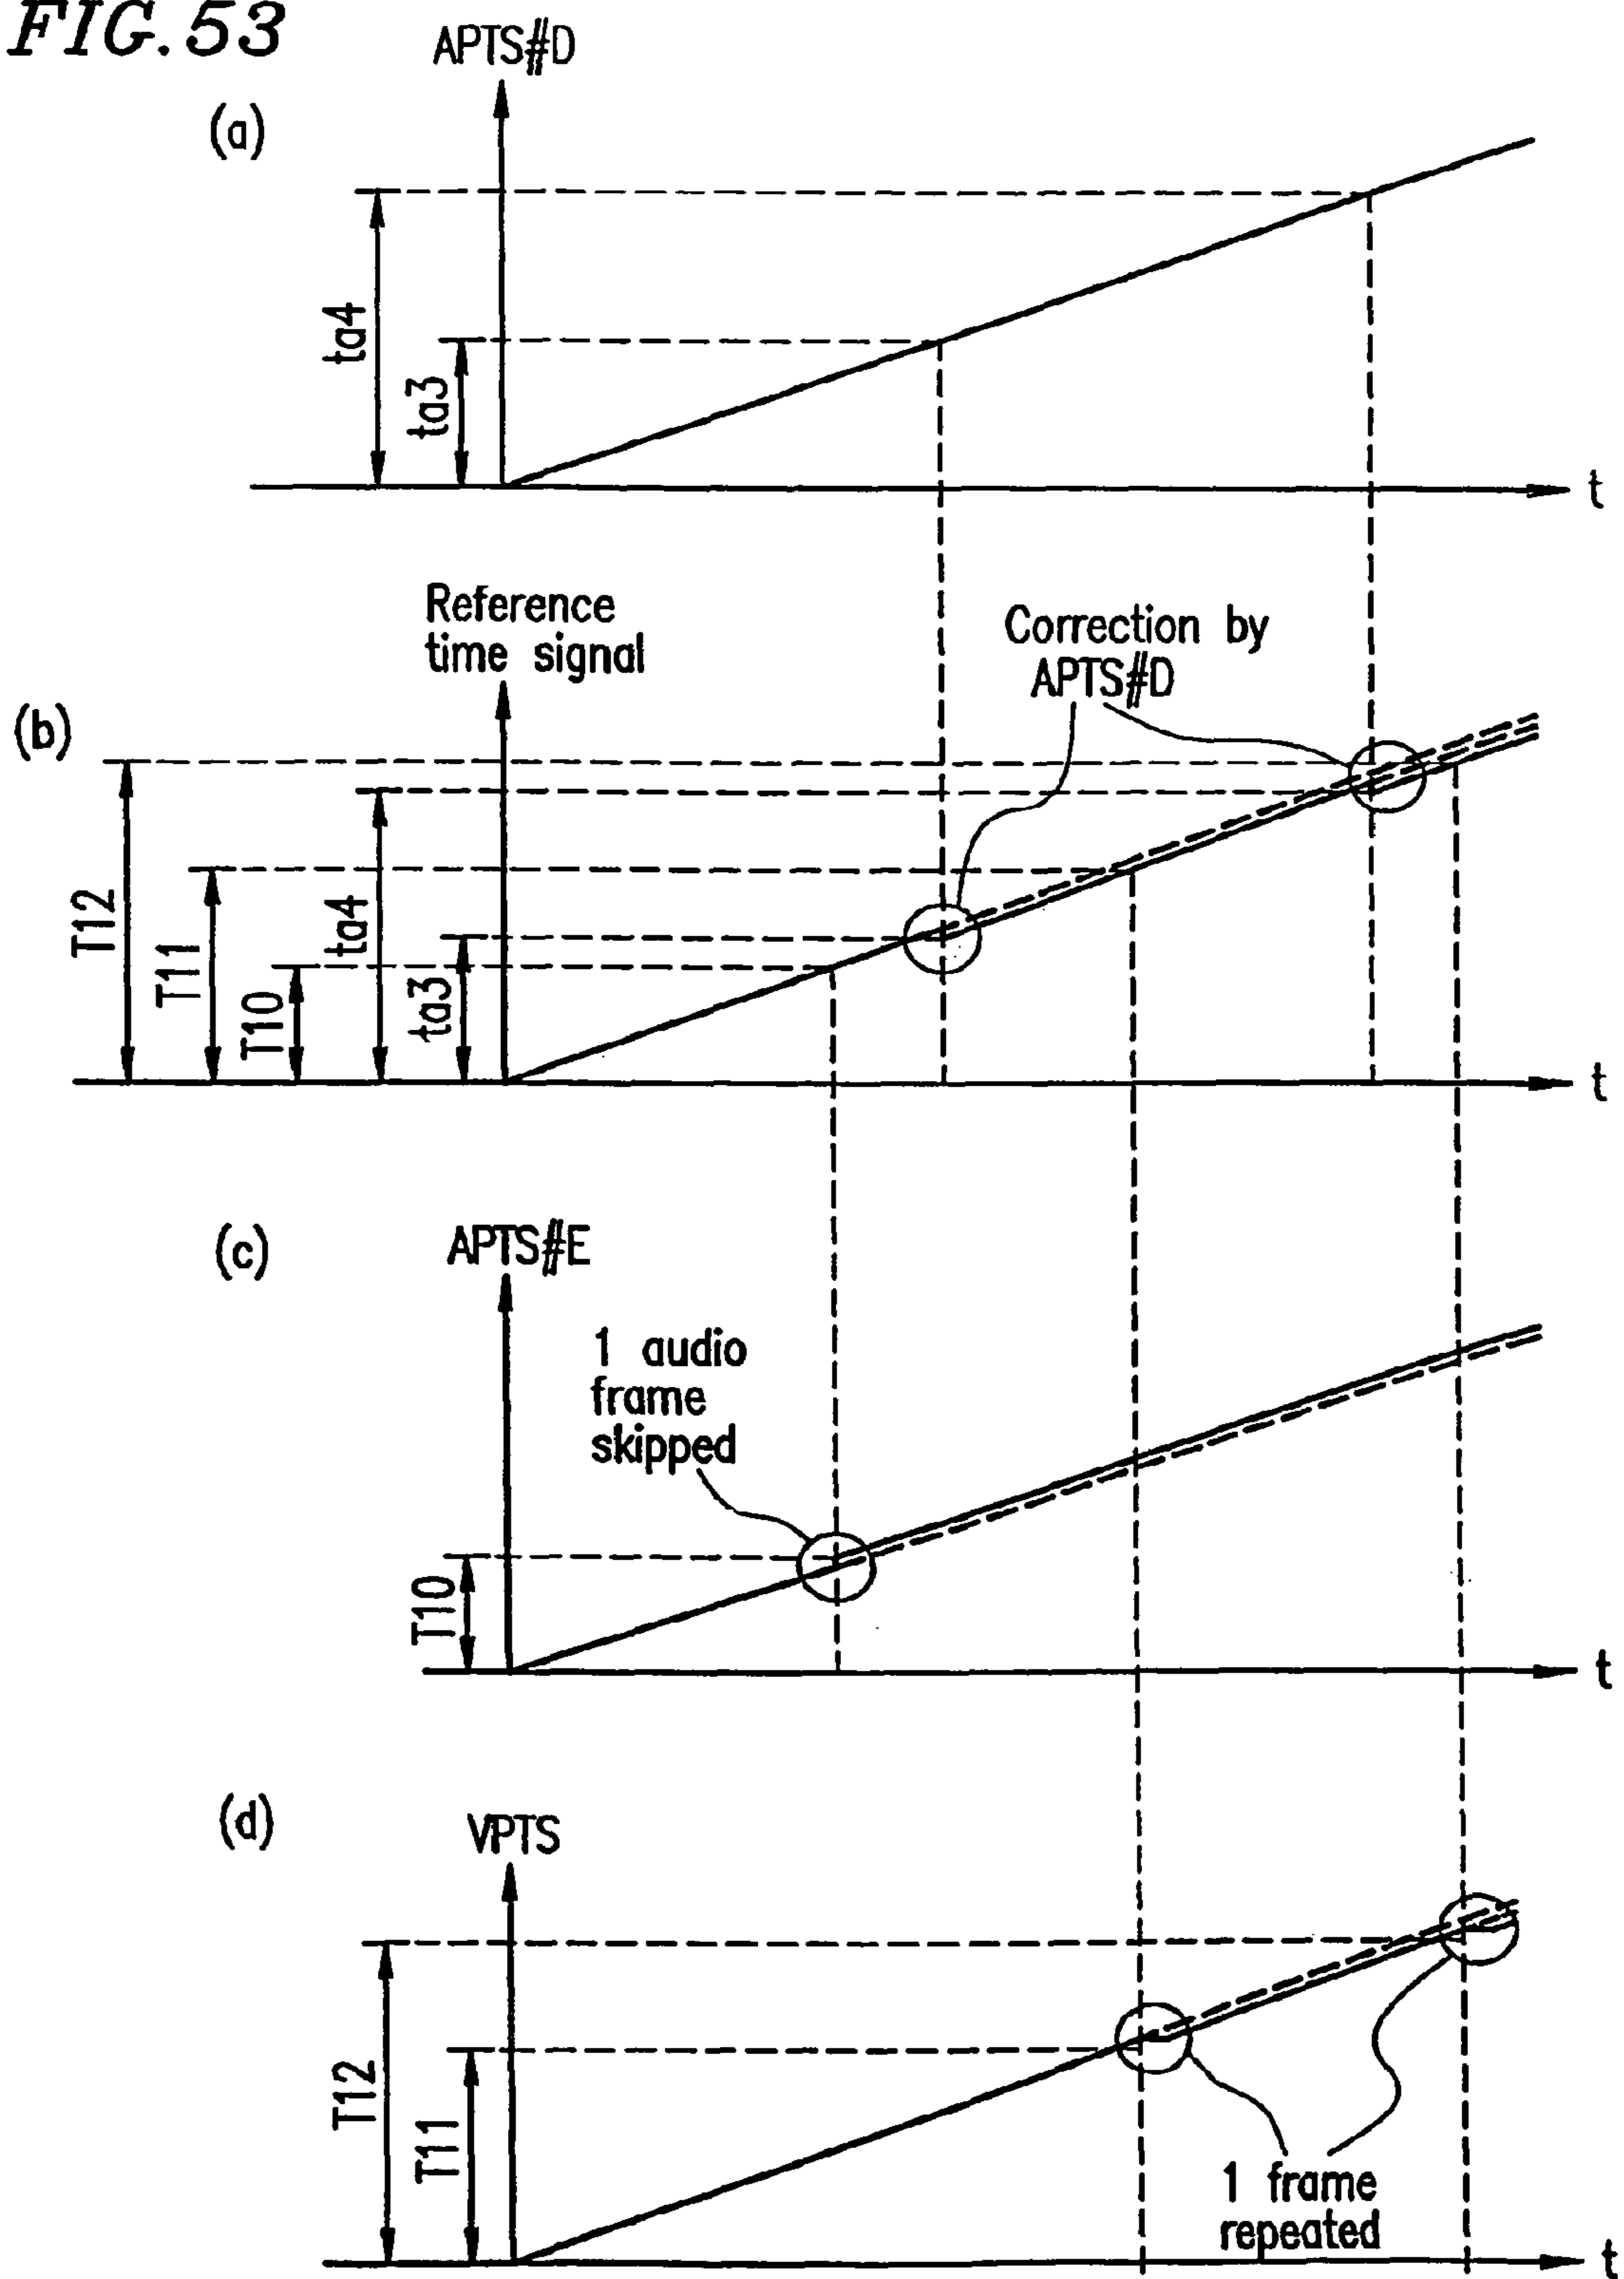 FIG. 53
APTS#D
(a)
ta4
ta3
t
Reference
time signal
Correction by
APTS#D
(b)
T12
T11
T10
ta4
ta3
t
(c)
APTS#E
1 audio
frame
skipped
T10
t
(d)
VPTS
T12
T11
1 frame
repeated
t